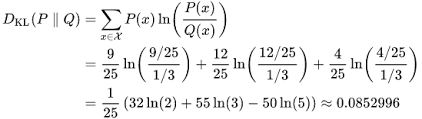 D_KL(P ∥ Q) = ∑_{x∈𝒳} P(x) ln(P(x)/Q(x))
= 9/25 ln((9/25)/(1/3)) + 12/25 ln((12/25)/(1/3)) + 4/25 ln((4/25)/(1/3))
= 1/25 (32 ln(2) + 55 ln(3) − 50 ln(5)) ≈ 0.0852996